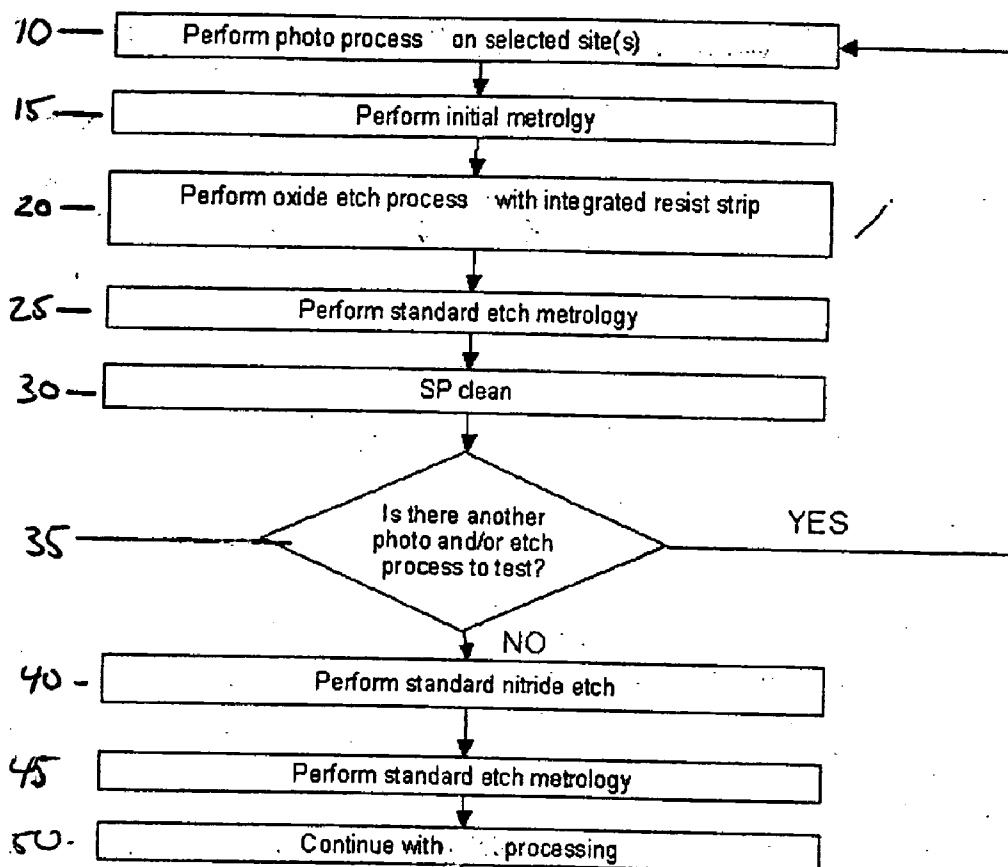 10 Perform photo process on selected site(s)
15 Perform initial metrolgy
20 Perform oxide etch process with integrated resist strip
25 Perform standard etch metrology
30 SP clean
Is there another
35 photo and/or etch YES
process to test?
NO
40 Perform standard nitride etch
45 Perform standard etch metrology
50 Continue with processing